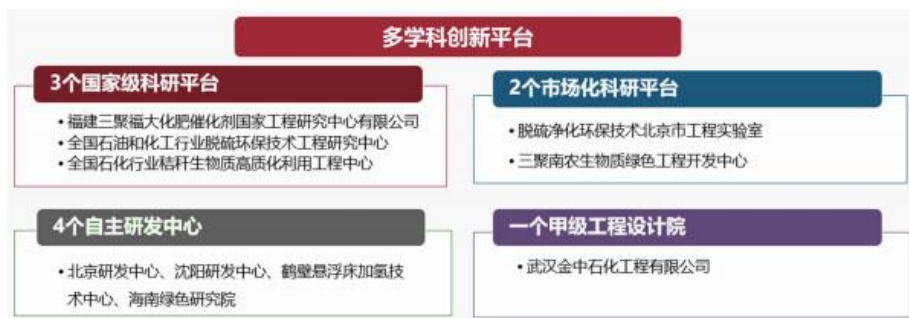 多学科创新平台
3个国家级科研平台
•福建三聚福大化肥催化剂国家工程研究中心有限公司
•全国石油和化工行业脱硫环保技术工程研究中心
•全国石化行业秸秆生物质高质化利用工程中心
2个市场化科研平台
•脱硫净化环保技术北京市工程实验室
•三聚南农生物质绿色工程开发中心
4个自主研发中心
•北京研发中心、沈阳研发中心、鹤壁悬浮床加氢技
术中心、海南绿色研究院
一个甲级工程设计院
•武汉金中石化工程有限公司